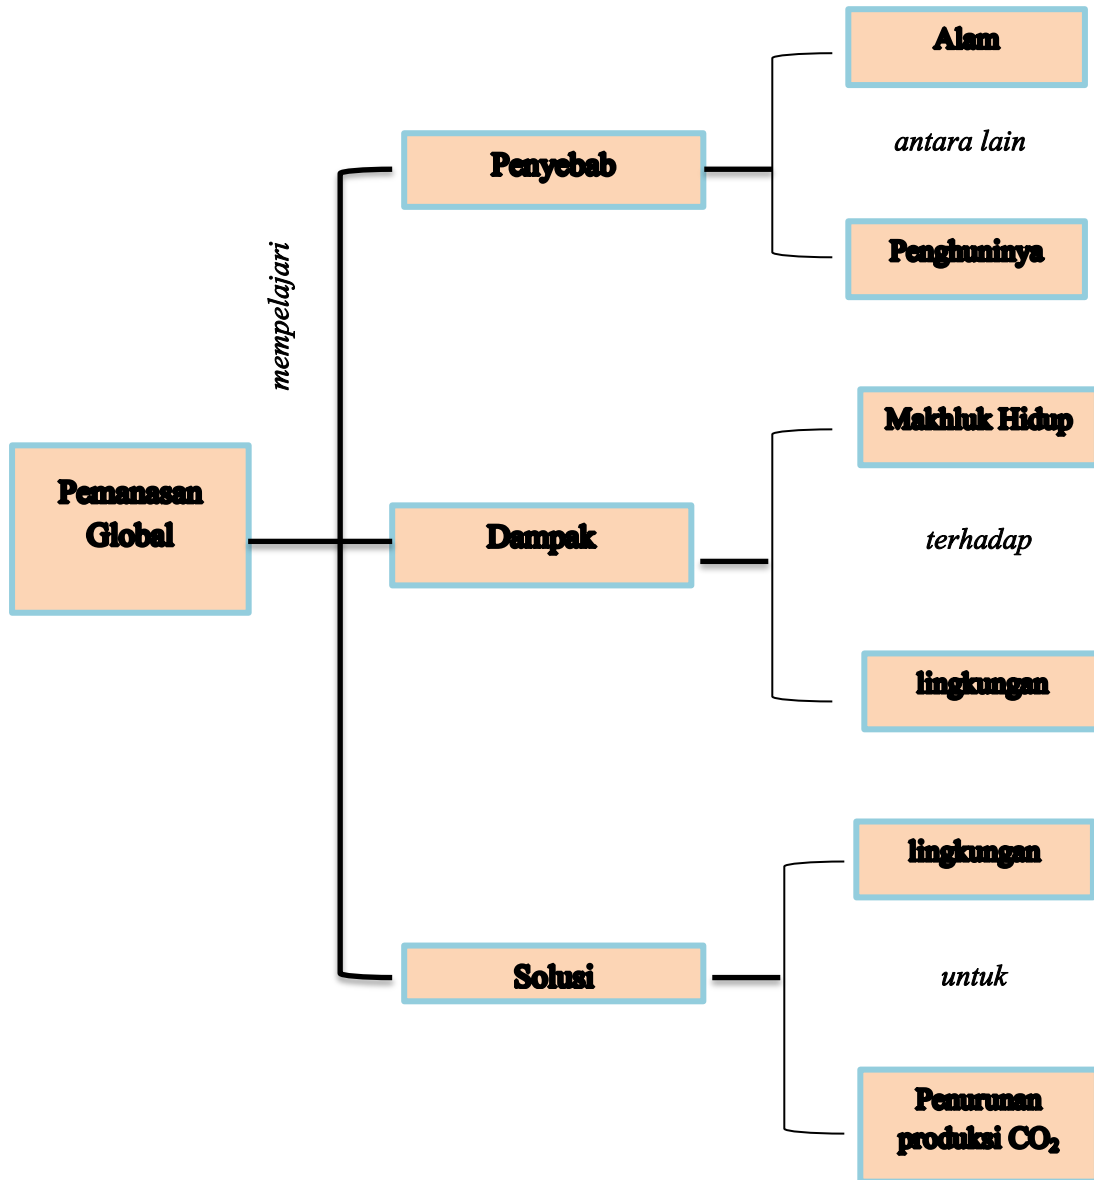 Alam
antara lain
Penyebab
Penghuninya
mempelajari
Makhluk Hidup
Pemanasan
Global
Dampak
terhadap
lingkungan
lingkungan
Solusi
untuk
Penurunan
produksi CO₂